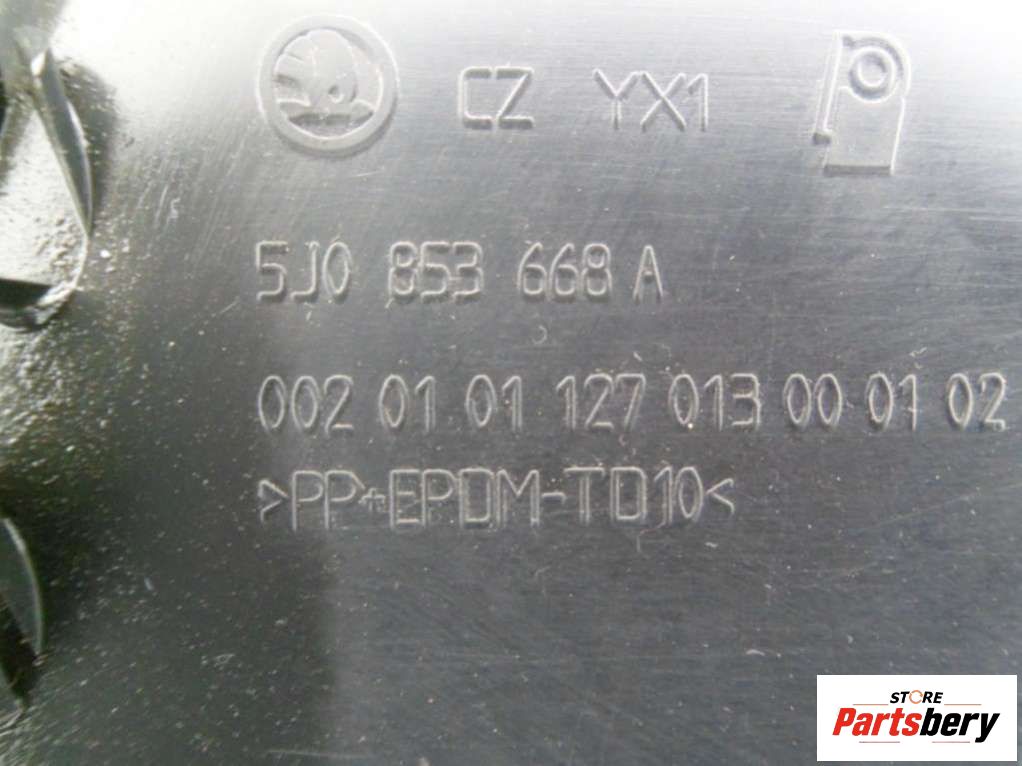 CZ YX1
5J0 853 668 A
002 01 01 127 013 00 01 02
>PP+EPDM-TD10<
STORE
Partsbery